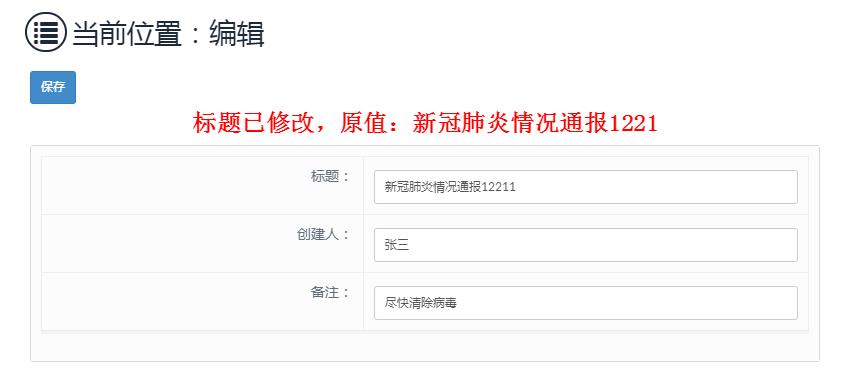 当前位置：编辑
保存
标题已修改，原值：新冠肺炎情况通报1221
标题：
新冠肺炎情况通报12211
创建人：
张三
备注：
尽快清除病毒